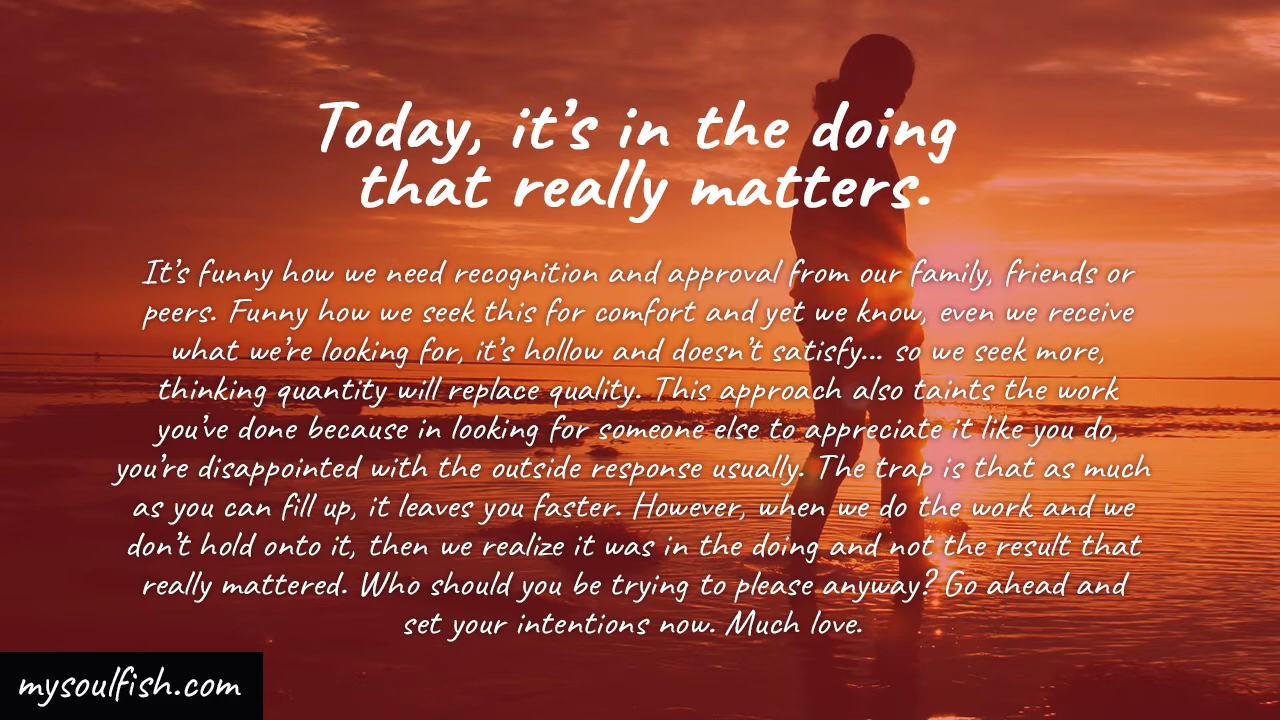 Today, it's in the doing
that really matters.
It's funny how we need recognition and approval from our family, friends or
peers. Funny how we seek this for comfort and yet we know, even we receive
what we're looking for, it's hollow and doesn't satisfy... so we seek more,
thinking quantity will replace quality. This approach also taints the work
you've done because in looking for someone else to appreciate it like you do,
you're disappointed with the outside response usually. The trap is that as much
as you can fill up, it leaves you faster. However, when we do the work and we
don't hold onto it, then we realize it was in the doing and not the result that
really mattered. Who should you be trying to please anyway? Go ahead and
set your intentions now. Much love.
mysoulfish.com